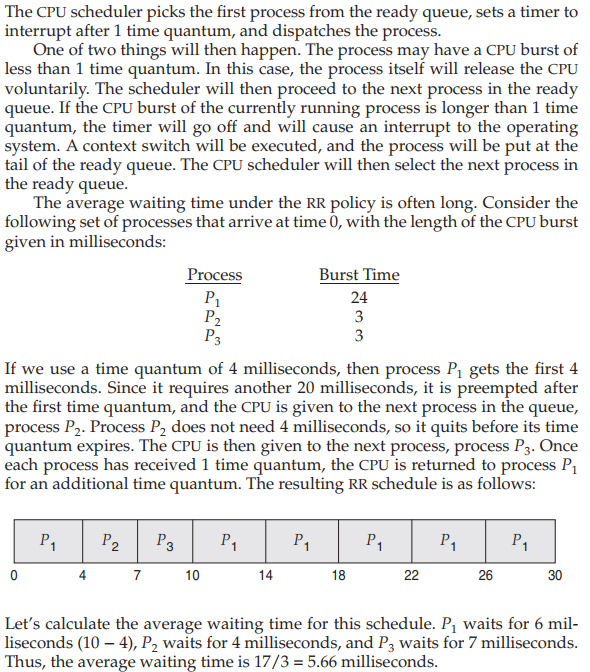 The CPU scheduler picks the first process from the ready queue, sets a timer to
interrupt after 1 time quantum, and dispatches the process.
One of two things will then happen. The process may have a CPU burst of
less than 1 time quantum. In this case, the process itself will release the CPU
voluntarily. The scheduler will then proceed to the next process in the ready
queue. If the CPU burst of the currently running process is longer than 1 time
quantum, the timer will go off and will cause an interrupt to the operating
system. A context switch will be executed, and the process will be put at the
tail of the ready queue. The CPU scheduler will then select the next process in
the ready queue.
The average waiting time under the RR policy is often long. Consider the
following set of processes that arrive at time 0, with the length of the CPU burst
given in milliseconds:
Process Burst Time
P1 24
P2 3
P3 3
If we use a time quantum of 4 milliseconds, then process P1 gets the first 4
milliseconds. Since it requires another 20 milliseconds, it is preempted after
the first time quantum, and the CPU is given to the next process in the queue,
process P2. Process P2 does not need 4 milliseconds, so it quits before its time
quantum expires. The CPU is then given to the next process, process P3. Once
each process has received 1 time quantum, the CPU is returned to process P1
for an additional time quantum. The resulting RR schedule is as follows:
P1 P2 P3 P1 P1 P1 P1 P1
0 4 7 10 14 18 22 26 30
Let's calculate the average waiting time for this schedule. P1 waits for 6 mil-
liseconds (10 – 4), P2 waits for 4 milliseconds, and P3 waits for 7 milliseconds.
Thus, the average waiting time is 17/3 = 5.66 milliseconds.